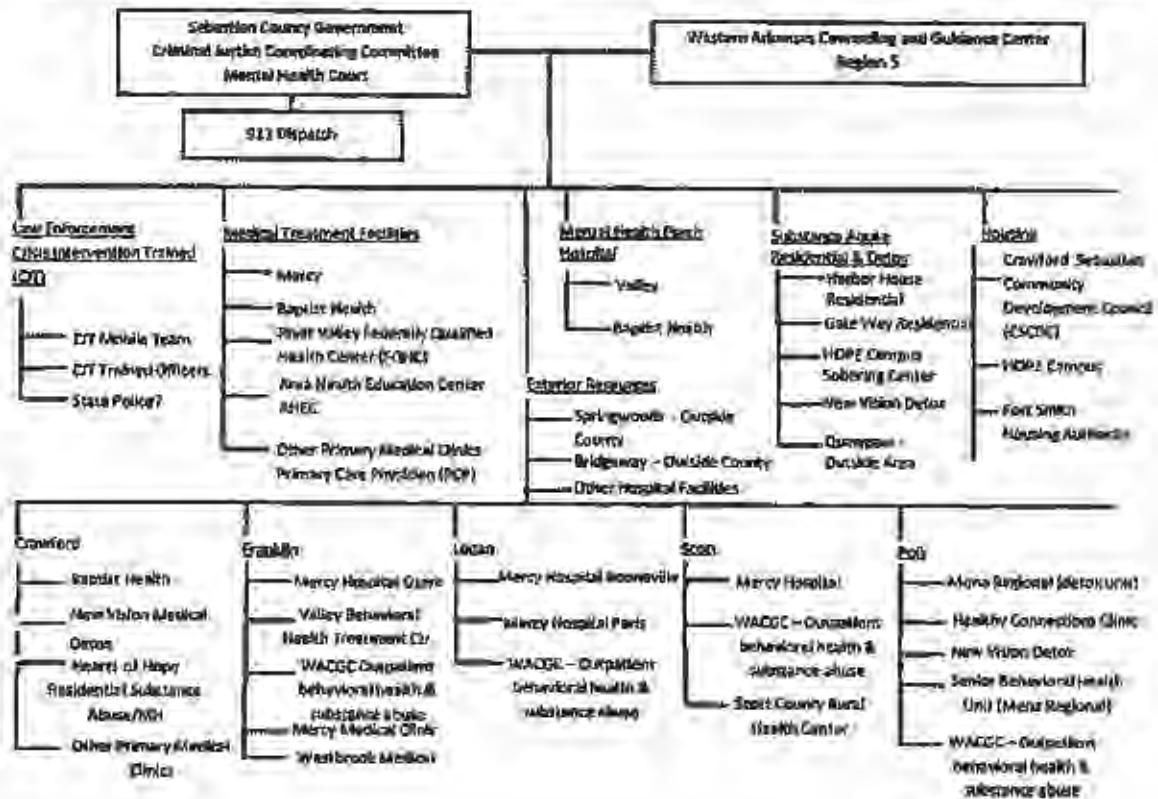 Sebastian County Government
Criminal Justice Coordinating Committee
Mental Health Court
Western Arkansas Counseling and Guidance Center
Region 5
911 Dispatch
Law Enforcement
Crisis Intervention Trained
(CIT)
CIT Mobile Team
CIT Trained Officers
State Police?
Medical Treatment Facilities
Mercy
Baptist Health
River Valley Federally Qualified
Health Center (FQHC)
Area Health Education Center
AHEC
Other Primary Medical Clinics
Primary Care Physician (PCP)
Exterior Resources
Springwoods – Outside
County
Bridgeway – Outside County
Other Hospital Facilities
Mental Health Psych
Hospital
Valley
Baptist Health
Substance Abuse
Residential & Detox
Harbor House
Residential
Gate Way Residential
HOPE Campus
Sobering Center
New Vision Detox
Outside Area
Housing
Crawford Sebastian
Community
Development Council
(CSCDC)
HOPE Campus
Fort Smith
Housing Authority
Crawford
Baptist Health
New Vision Medical
Detox
Hearts of Hope
Residential Substance
Other Primary Medical
Clinics
Franklin
Mercy Hospital Ozark
Valley Behavioral
Health Treatment Ctr
WACGC Outpatient
behavioral health &
substance abuse
Mercy Medical Clinic
Westbrook Medical
Logan
Mercy Hospital Booneville
Mercy Hospital Paris
WACGC – Outpatient
behavioral health &
substance abuse
Scott
Mercy Hospital
WACGC – Outpatient
behavioral health &
substance abuse
Scott County Rural
Health Center
Polk
Mena Regional (detox unit)
Healthy Connections Clinic
New Vision Detox
Senior Behavioral Health
Unit (Mena Regional)
WACGC – Outpatient
behavioral health &
substance abuse